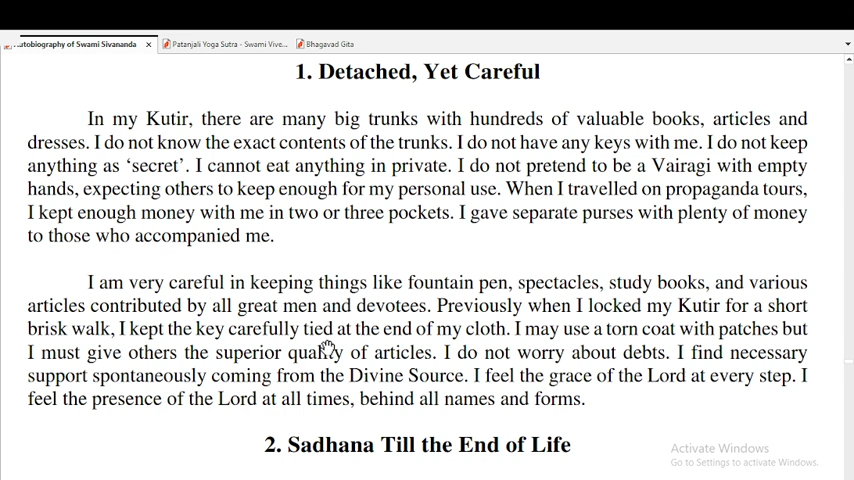 Autobiography of Swami Sivananda × Patanjali Yoga Sutra - Swami Vive... Bhagavad Gita
1. Detached, Yet Careful
In my Kutir, there are many big trunks with hundreds of valuable books, articles and
dresses. I do not know the exact contents of the trunks. I do not have any keys with me. I do not keep
anything as ‘secret’. I cannot eat anything in private. I do not pretend to be a Vairagi with empty
hands, expecting others to keep enough for my personal use. When I travelled on propaganda tours,
I kept enough money with me in two or three pockets. I gave separate purses with plenty of money
to those who accompanied me.
I am very careful in keeping things like fountain pen, spectacles, study books, and various
articles contributed by all great men and devotees. Previously when I locked my Kutir for a short
brisk walk, I kept the key carefully tied at the end of my cloth. I may use a torn coat with patches but
I must give others the superior quality of articles. I do not worry about debts. I find necessary
support spontaneously coming from the Divine Source. I feel the grace of the Lord at every step. I
feel the presence of the Lord at all times, behind all names and forms.
2. Sadhana Till the End of Life
Activate Windows
Go to Settings to activate Windows.